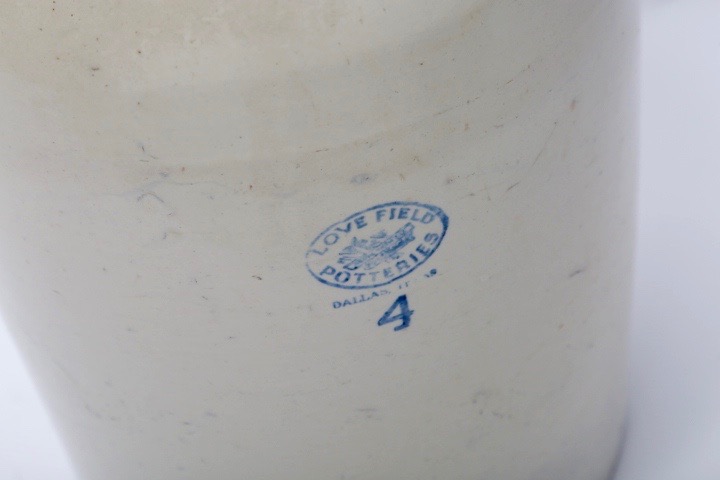 LOVE FIELD
POTTERIES
DALLAS,
4